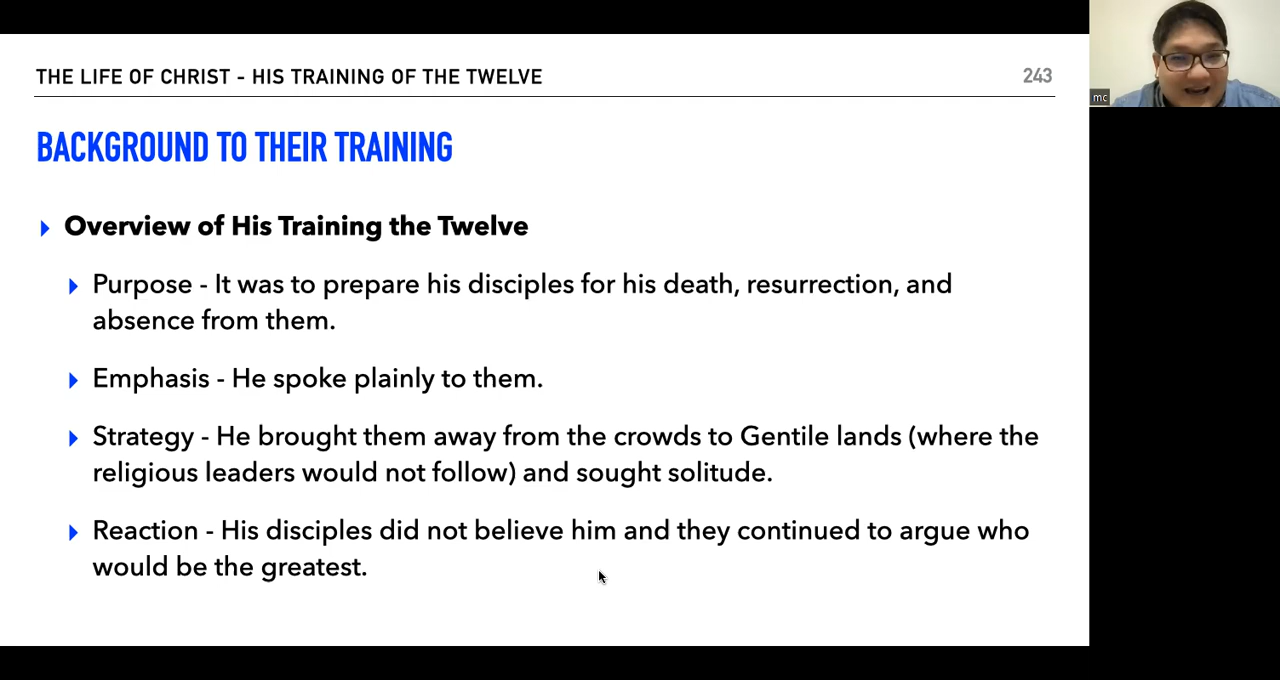 THE LIFE OF CHRIST - HIS TRAINING OF THE TWELVE
243
BACKGROUND TO THEIR TRAINING
Overview of His Training the Twelve
Purpose - It was to prepare his disciples for his death, resurrection, and
absence from them.
Emphasis - He spoke plainly to them.
Strategy - He brought them away from the crowds to Gentile lands (where the
religious leaders would not follow) and sought solitude.
Reaction - His disciples did not believe him and they continued to argue who
would be the greatest.
mc